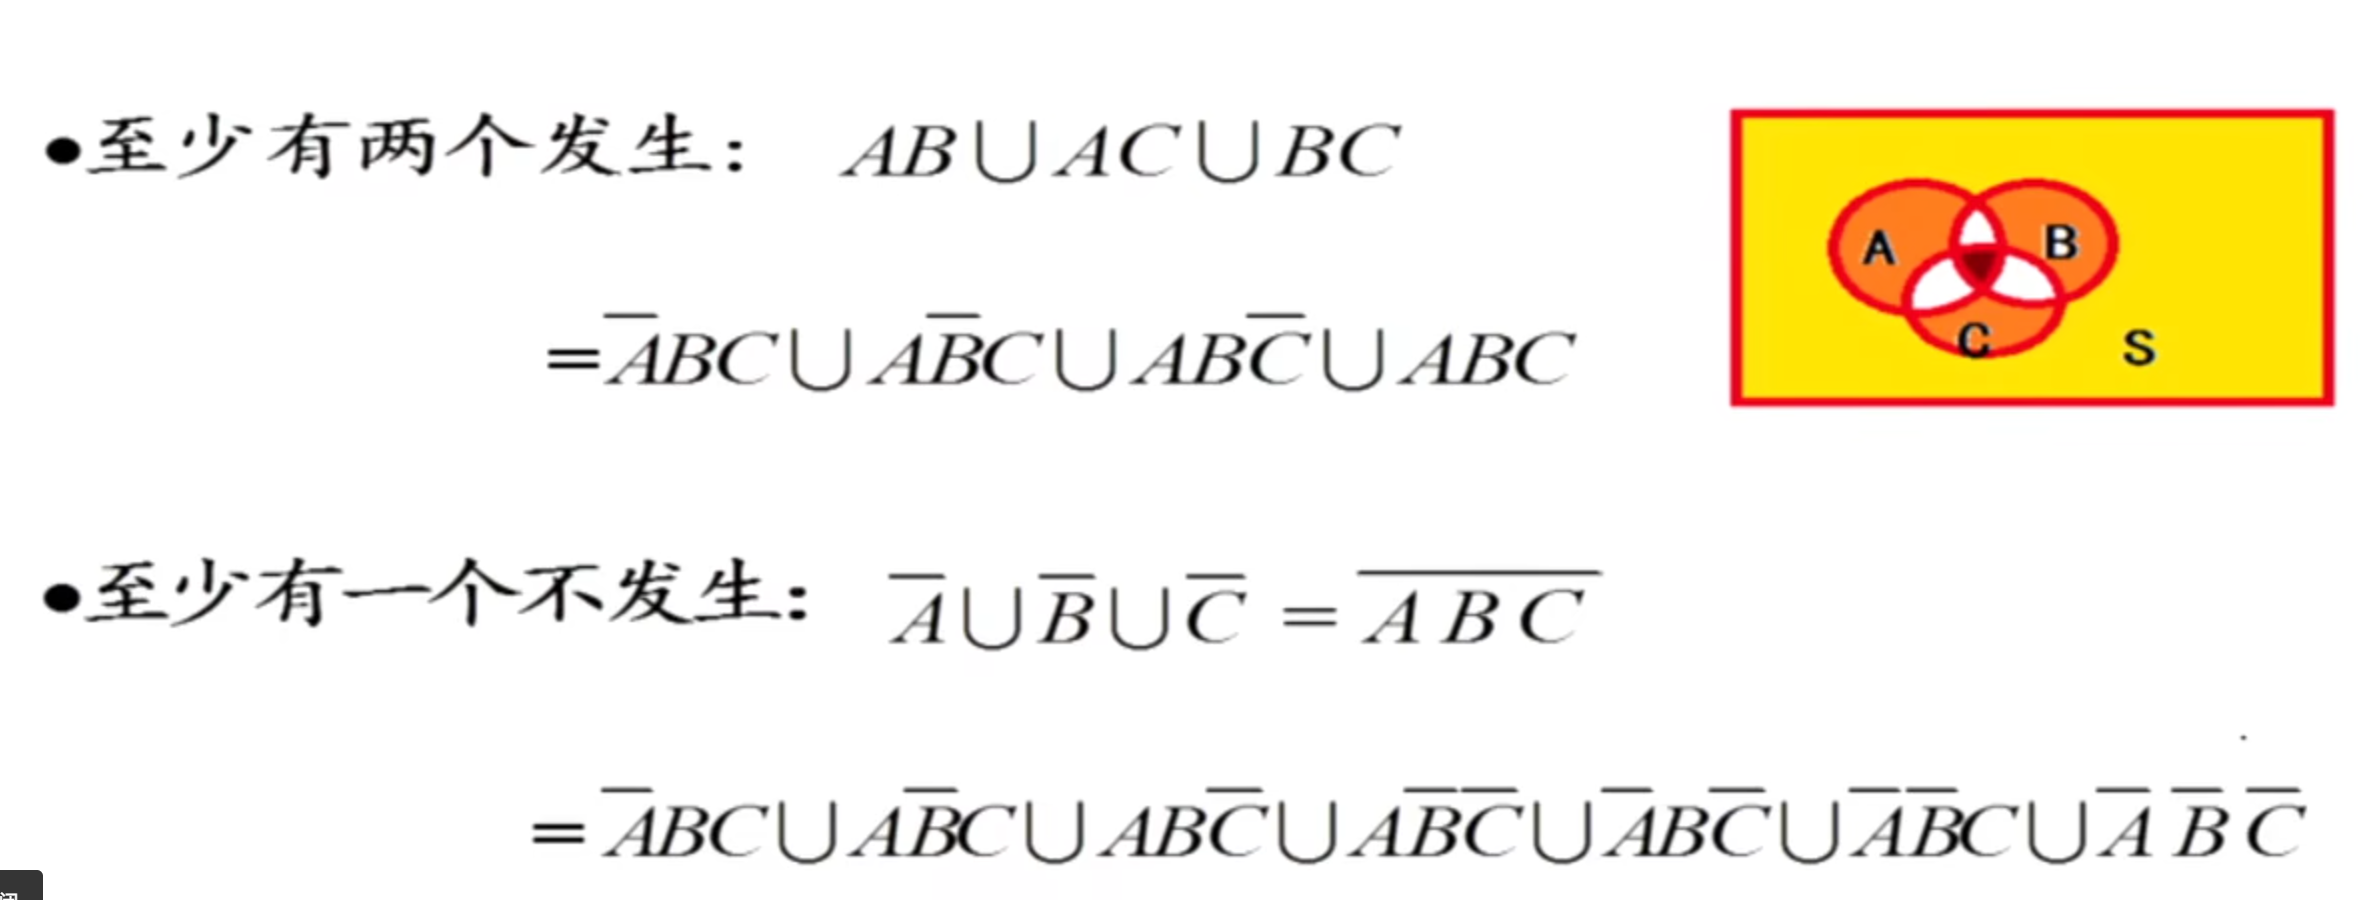 ●至少有两个发生： AB∪AC∪BC
A
B
C
S
=A̅BC∪AB̅C∪ABC̅∪ABC
●至少有一个不发生： A̅∪B̅∪C̅ = A̅ ̅B̅ ̅C̅
=A̅BC∪AB̅C∪ABC̅∪AB̅C̅∪A̅BC̅∪A̅B̅C∪A̅ B̅ C̅